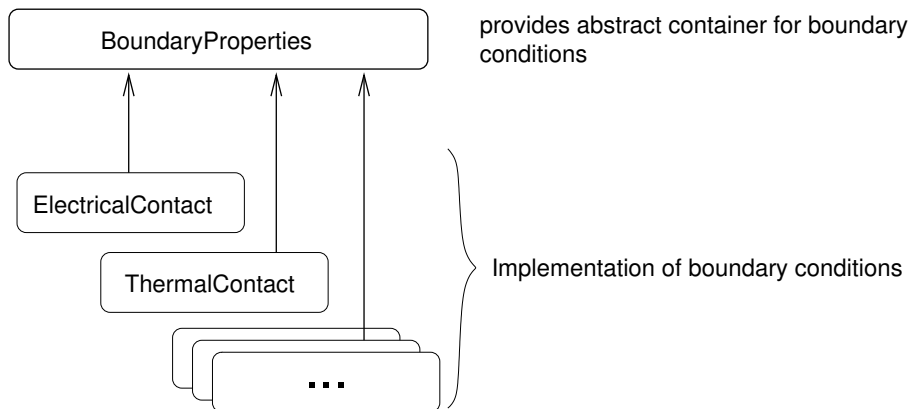 BoundaryProperties
provides abstract container for boundary
conditions
ElectricalContact
ThermalContact
Implementation of boundary conditions
...